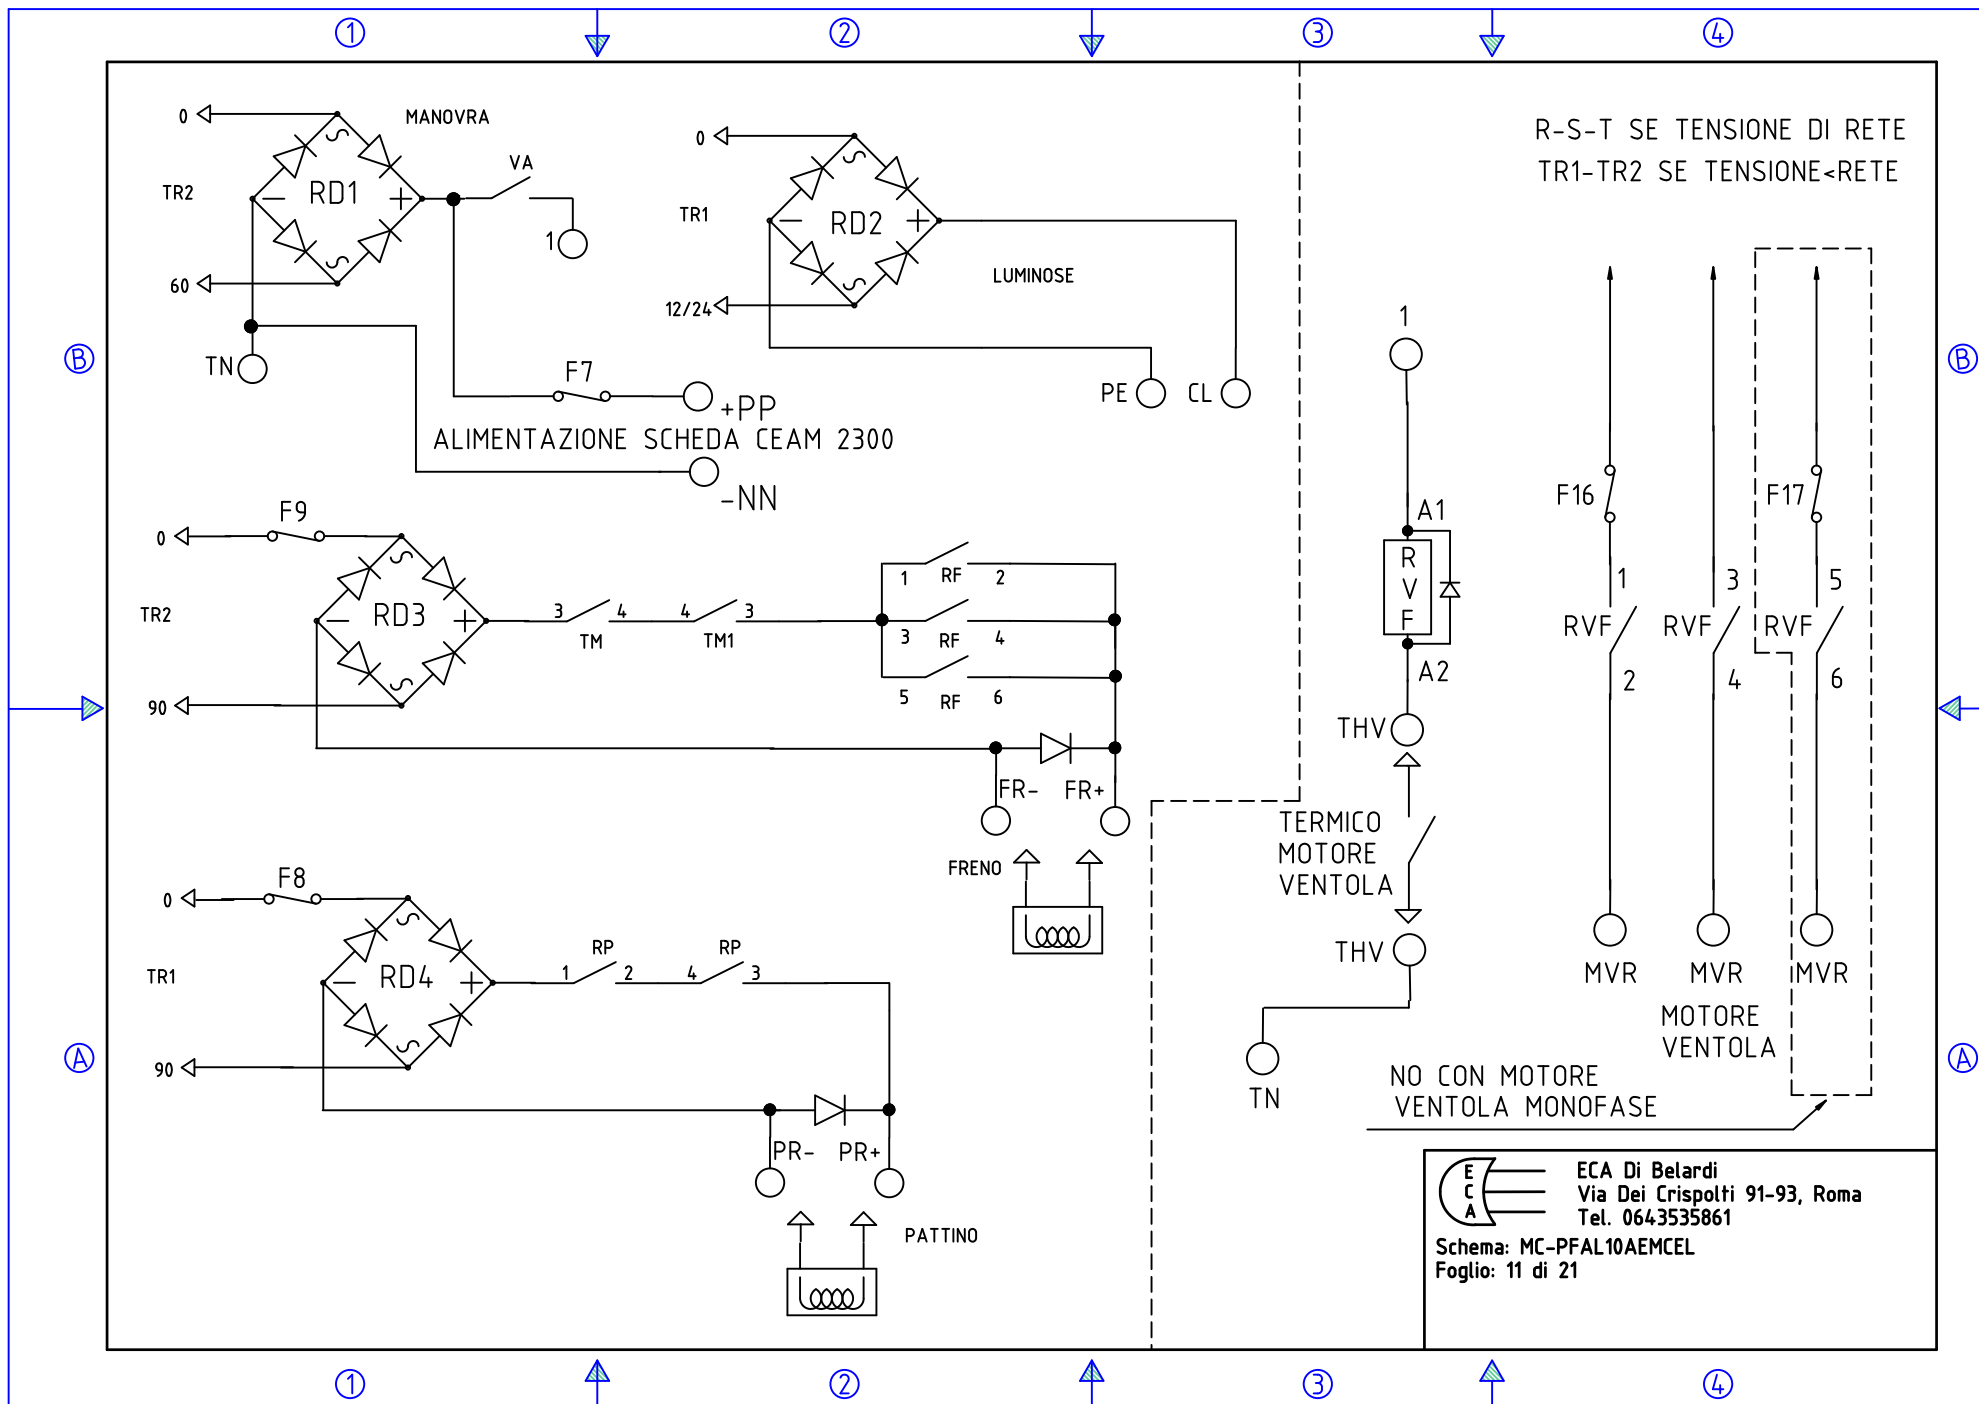 1
2
3
4
B
A
B
A
1
2
3
4
0
MANOVRA
VA
TR2
RD1
1
60
TN
F7
+PP
ALIMENTAZIONE SCHEDA CEAM 2300
-NN
0
TR1
RD2
LUMINOSE
12/24
PE
CL
F9
0
TR2
RD3
3
4
TM
4
3
TM1
1
RF
2
3
RF
4
5
RF
6
90
FR-
FR+
FRENO
F8
0
TR1
RD4
RP
1
2
RP
4
3
90
PR-
PR+
PATTINO
1
A1
R
V
F
A2
THV
TERMICO
MOTORE
VENTOLA
THV
TN
R-S-T SE TENSIONE DI RETE
TR1-TR2 SE TENSIONE<RETE
F16
F17
1
3
5
RVF
RVF
RVF
2
4
6
MVR
MVR
MVR
MOTORE
VENTOLA
NO CON MOTORE
VENTOLA MONOFASE
E
C
A
ECA Di Belardi
Via Dei Crispolti 91-93, Roma
Tel. 0643535861
Schema: MC-PFAL10AEMCEL
Foglio: 11 di 21